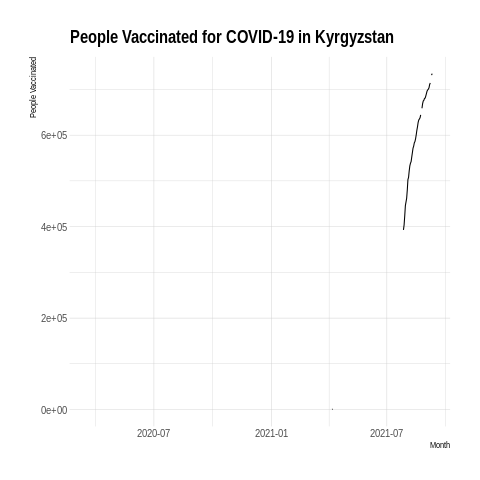 People Vaccinated for COVID-19 in Kyrgyzstan
People Vaccinated
6e+05
4e+05
2e+05
0e+00
2020-07
2021-01
2021-07
Month